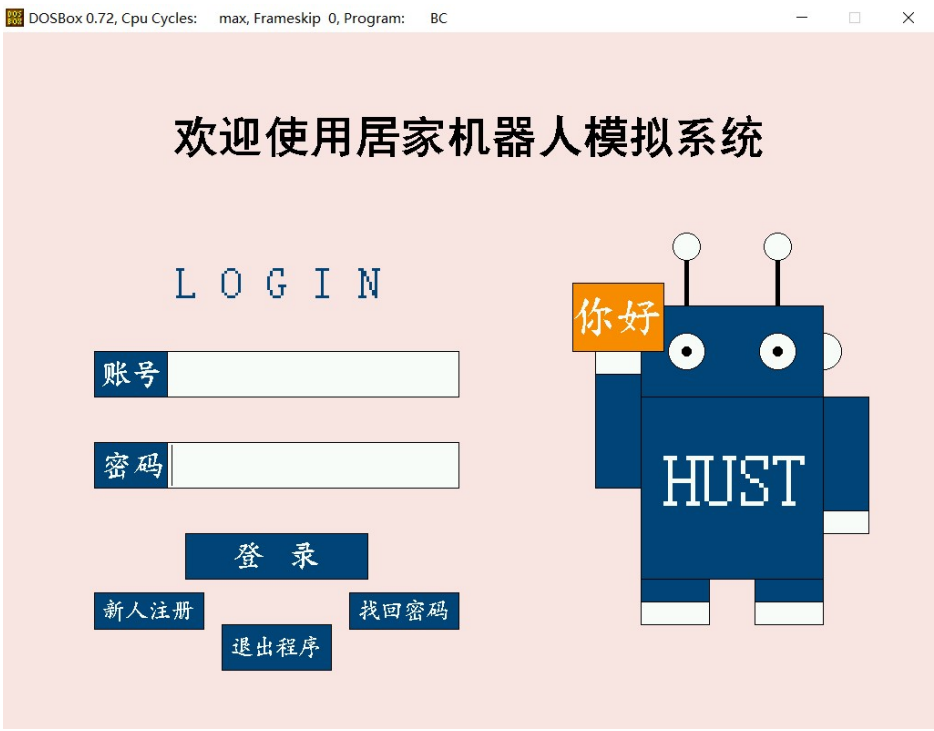 DOSBox 0.72, Cpu Cycles: max, Frameskip 0, Program: BC
欢迎使用居家机器人模拟系统
L O G I N
你好
账号
密码
HUST
登 录
新人注册
找回密码
退出程序